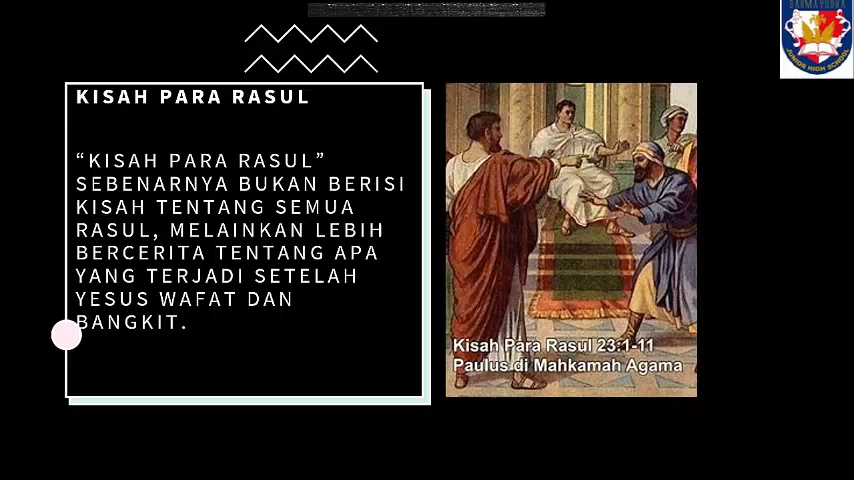 KISAH PARA RASUL
“KISAH PARA RASUL”
SEBENARNYA BUKAN BERISI
KISAH TENTANG SEMUA
RASUL, MELAINKAN LEBIH
BERCERITA TENTANG APA
YANG TERJADI SETELAH
YESUS WAFAT DAN
BANGKIT.
Kisah Para Rasul 23:1-11
Paulus di Mahkamah Agama
JUNIOR HIGH SCHOOL